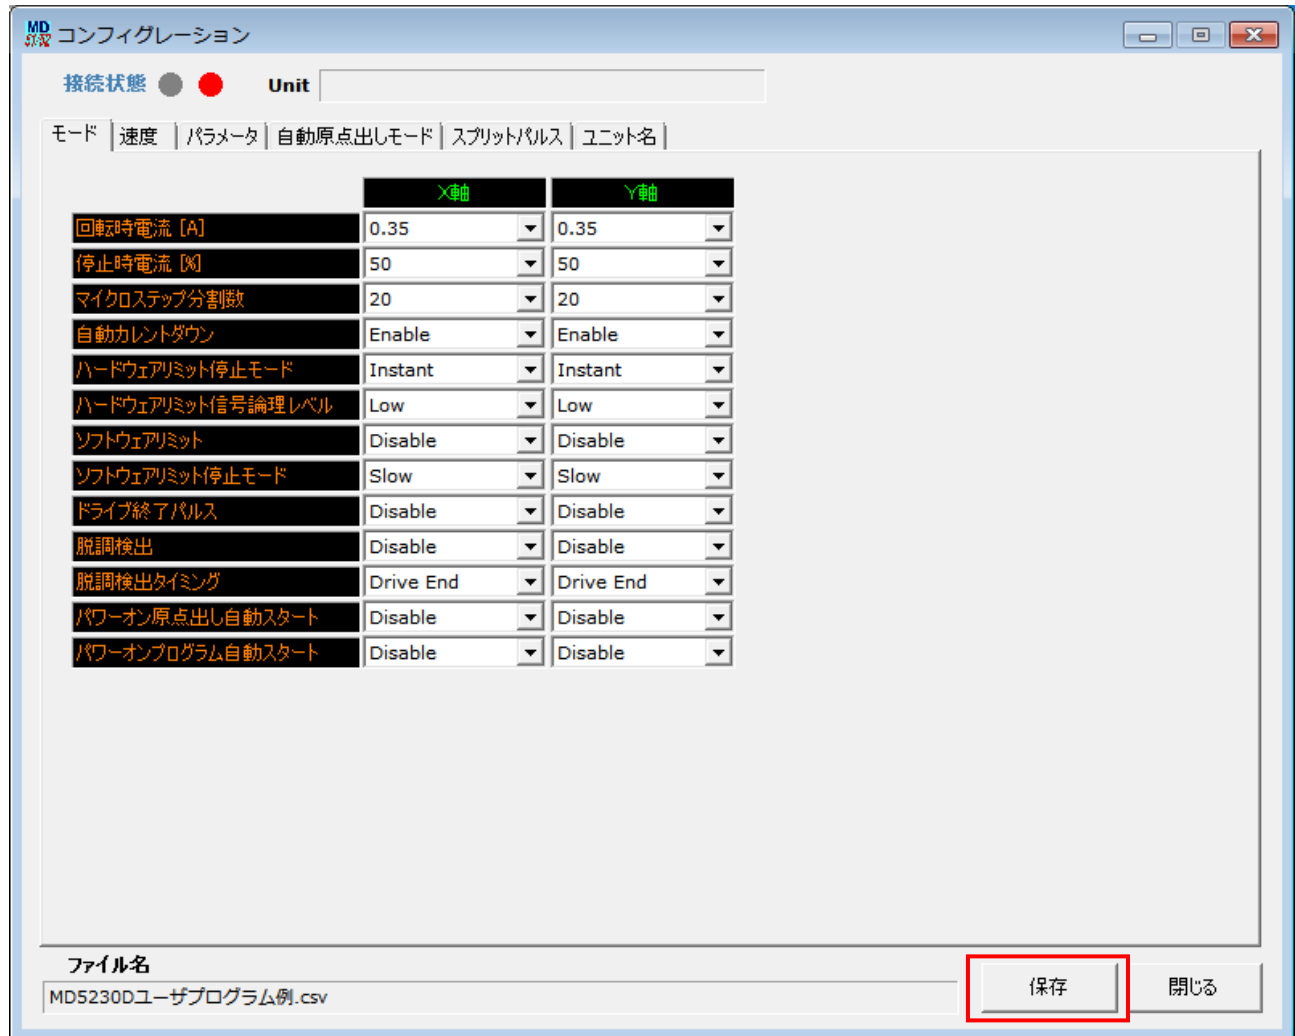 MD
51/52 コンフィグレーション
接続状態 Unit
モード 速度 パラメータ 自動原点出しモード スプリットパルス ユニット名
X軸 Y軸
回転時電流 [A] 0.35 0.35
停止時電流 [%] 50 50
マイクロステップ分割数 20 20
自動カレントダウン Enable Enable
ハードウェアリミット停止モード Instant Instant
ハードウェアリミット信号論理レベル Low Low
ソフトウェアリミット Disable Disable
ソフトウェアリミット停止モード Slow Slow
ドライブ終了パルス Disable Disable
脱調検出 Disable Disable
脱調検出タイミング Drive End Drive End
パワーオン原点出し自動スタート Disable Disable
パワーオンプログラム自動スタート Disable Disable
ファイル名
MD5230Dユーザプログラム例.csv 保存 閉じる